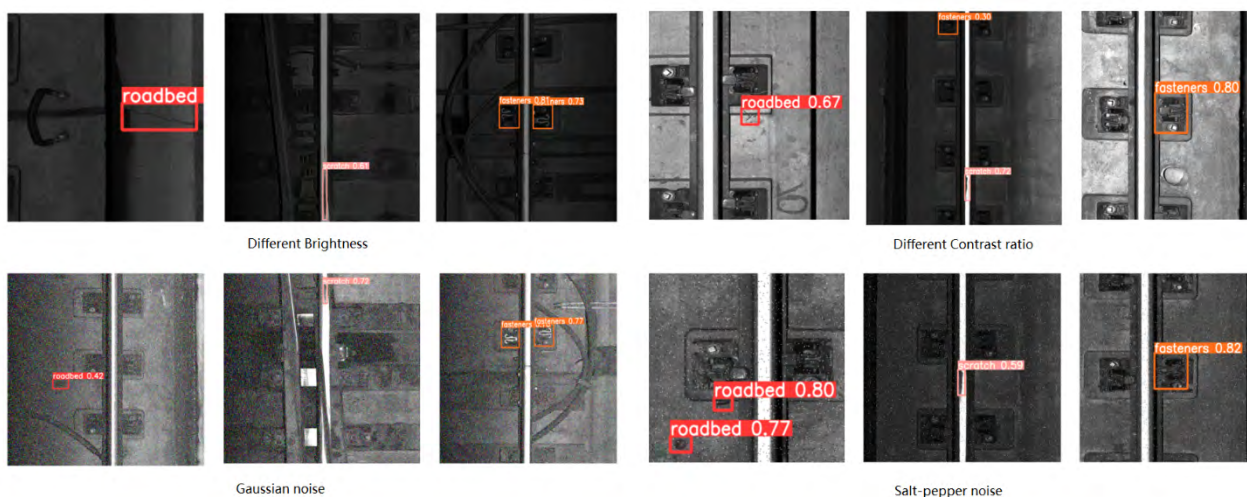 roadbed
scratch 0.61
fasteners 0.81
ners 0.73
roadbed 0.67
fasteners 0.30
scratch 0.72
fasteners 0.80
Different Brightness
Different Contrast ratio
roadbed 0.42
scratch 0.72
fasteners
fasteners 0.77
roadbed 0.80
roadbed 0.77
scratch 0.59
fasteners 0.82
Gaussian noise
Salt-pepper noise